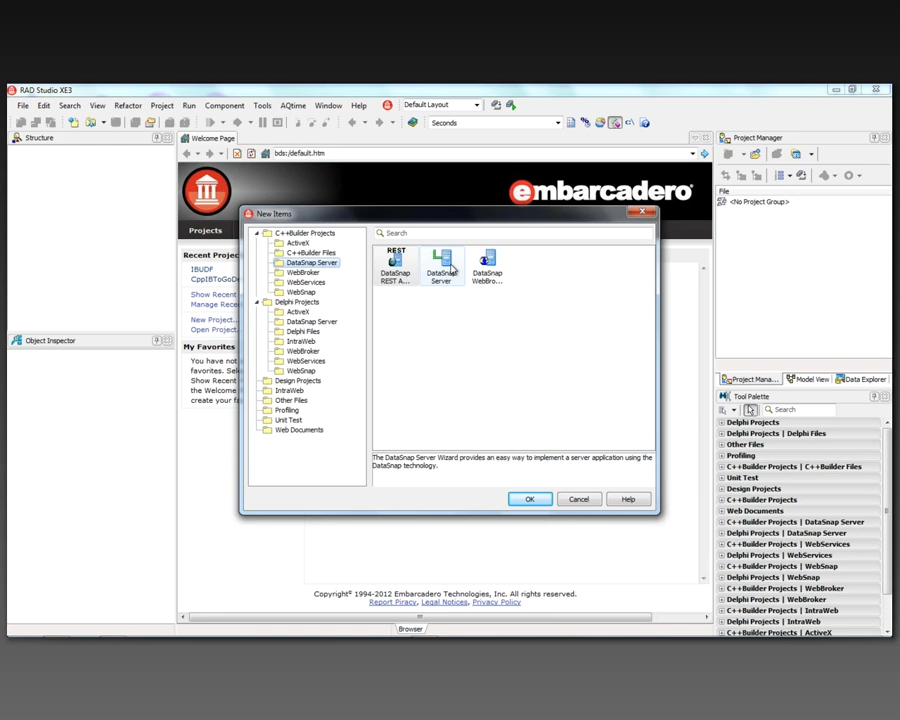 RAD Studio XE3
File Edit Search View Refactor Project Run Component Tools AQtime Window Help Default Layout
Seconds
Structure
Welcome Page
Project Manager
bds:/default.htm
embarcadero
File
<No Project Group>
Projects
Recent Projec
IBUDF
CppIBToGoDe
Show Recent
Manage Rece
New Project...
Open Project.
My Favorites
You have not
favorites. Sele
Show Recent
the Welcome
create your fa
New Items
C++Builder Projects
ActiveX
C++Builder Files
DataSnap Server
WebBroker
WebServices
WebSnap
Delphi Projects
ActiveX
DataSnap Server
Delphi Files
IntraWeb
WebBroker
WebServices
WebSnap
Design Projects
IntraWeb
Other Files
Profiling
Unit Test
Web Documents
Search
REST
DataSnap
REST A...
DataSnap
Server
DataSnap
WebBro...
The DataSnap Server Wizard provides an easy way to implement a server application using the
DataSnap technology.
OK Cancel Help
Object Inspector
Project Mana... Model View Data Explorer
Tool Palette
Search
Delphi Projects
Delphi Projects | Delphi Files
Other Files
Profiling
C++Builder Projects | C++Builder Files
Unit Test
Design Projects
C++Builder Projects
Web Documents
C++Builder Projects | DataSnap Server
Delphi Projects | DataSnap Server
C++Builder Projects | WebServices
Delphi Projects | WebServices
C++Builder Projects | WebSnap
Delphi Projects | WebSnap
C++Builder Projects | WebBroker
Delphi Projects | WebBroker
C++Builder Projects | IntraWeb
Delphi Projects | IntraWeb
C++Builder Projects | ActiveX
Copyright® 1994-2012 Embarcadero Technologies, Inc. All rights reserved.
Report Piracy, Legal Notices, Privacy Policy
Browser